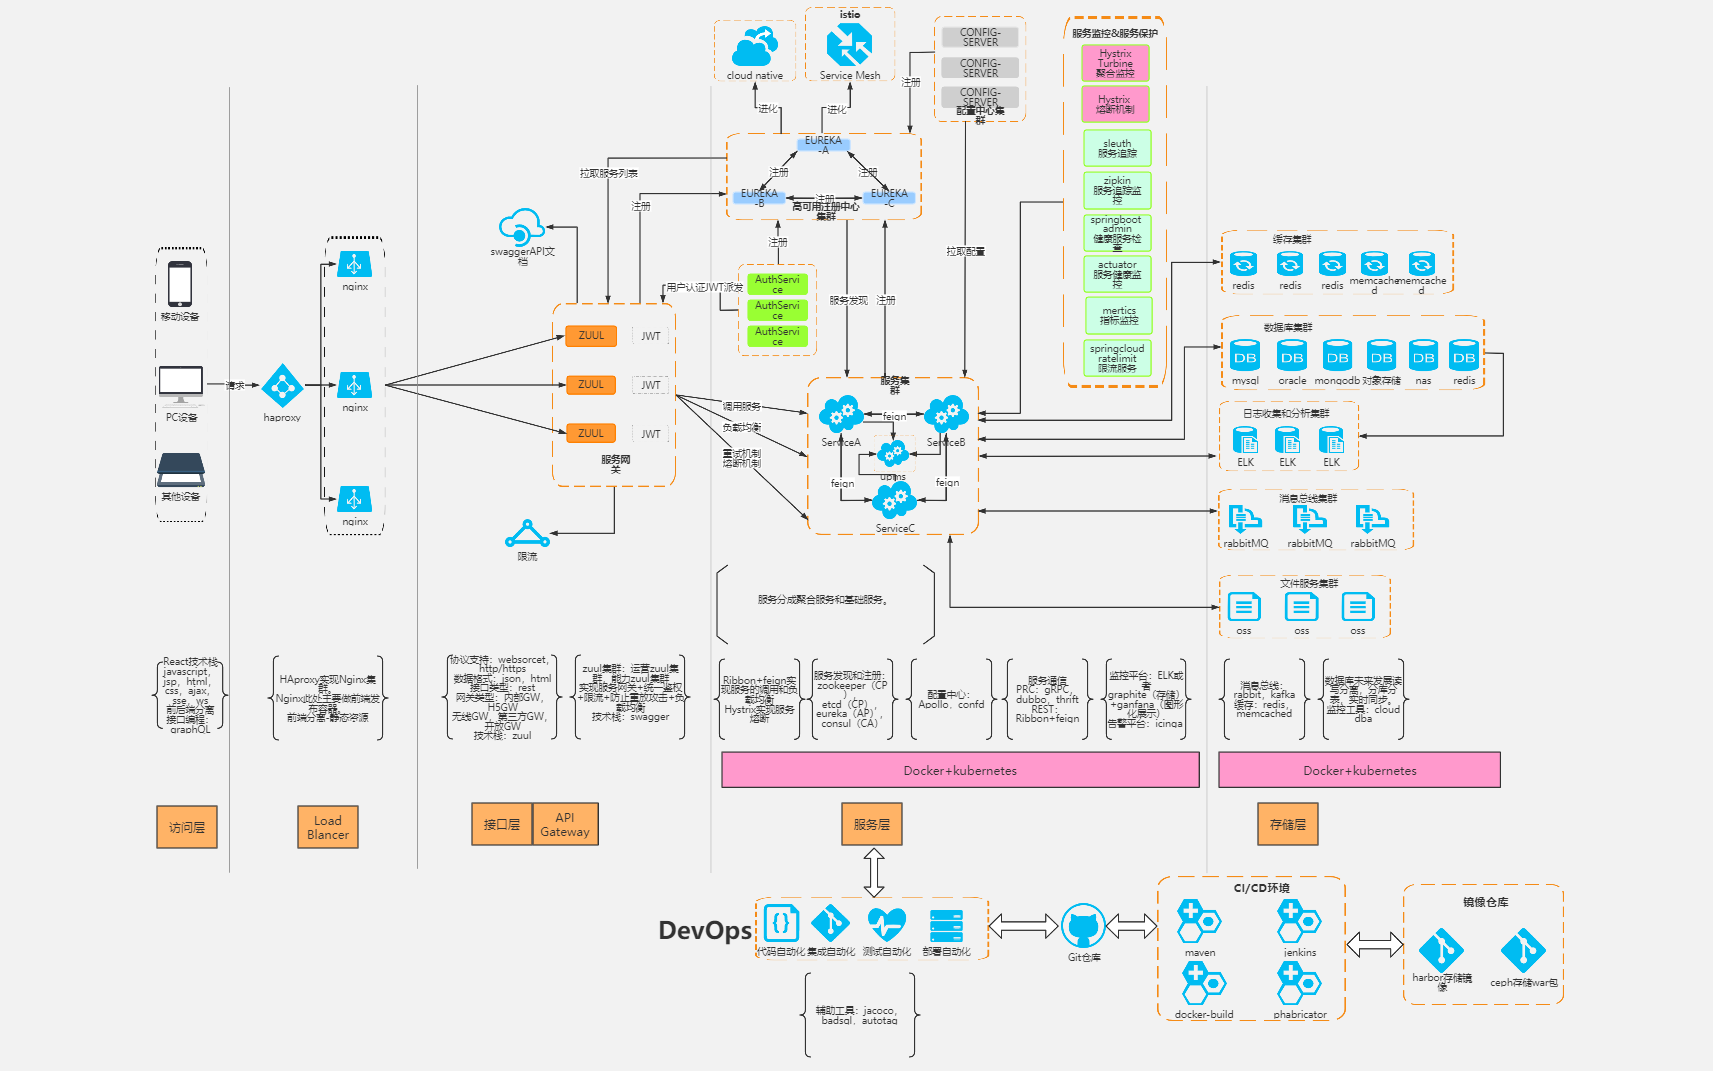 istio
cloud native
Service Mesh
进化
进化
CONFIG-
SERVER
CONFIG-
SERVER
CONFIG-
SERVER
配置中心集
群
注册
服务监控&服务保护
Hystrix
Turbine
聚合监控
Hystrix
熔断机制
sleuth
服务追踪
zipkin
服务追踪监
控
springboot
admin
健康服务检
查
actuator
服务健康监
控
mertics
指标监控
springcloud
ratelimit
限流服务
EUREKA
-A
注册
注册
EUREKA
-B
注册
EUREKA
-C
高可用注册中心
集群
拉取服务列表
注册
注册
swaggerAPI文
档
用户认证JWT派发
AuthServi
ce
AuthServi
ce
AuthServi
ce
服务发现
注册
拉取配置
移动设备
PC设备
其他设备
请求
haproxy
nginx
nginx
nginx
ZUUL
JWT
ZUUL
JWT
ZUUL
JWT
服务网
关
限流
调用服务
负载均衡
重试机制
熔断机制
服务集
群
ServiceA
feign
ServiceB
upms
feign
feign
ServiceC
缓存集群
redis
redis
redis
memcache
d
memcache
d
数据库集群
mysql
oracle
mongodb
对象存储
nas
redis
DB
DB
DB
DB
DB
DB
日志收集和分析集群
ELK
ELK
ELK
消息总线集群
rabbitMQ
rabbitMQ
rabbitMQ
文件服务集群
oss
oss
oss
服务分成聚合服务和基础服务。
React技术栈
javascript,
jsp, html,
css, ajax,
sse, ws
前后端分离
接口编程:
graphQL
HAproxy实现Nginx集
群。
Nginx此处主要做前端发
布容器。
前端分离-静态资源
协议支持: websorcet,
http/https
数据格式: json, html
接口类型: rest
网关类型: 内部GW,
H5GW
无线GW, 第三方GW,
开放GW
技术栈: zuul
zuul集群: 运营zuul集
群, 能力zuul集群
实现服务网关+统一鉴权
+限流+防止重放攻击+负
载均衡
技术栈: swagger
Ribbon+feign实
现服务的调用和负
载均衡
Hystrix实现服务
熔断
服务发现和注册:
zookeeper（CP
）,
etcd（CP）,
eureka（AP）,
consul（CA）
配置中心:
Apollo、confd
服务通信
PRC: gRPC,
dubbo, thrift
REST:
Ribbon+feign
监控平台: ELK或
者
graphite（存储）
+ganfana（图形
化展示）
告警平台: icinga
消息总线:
rabbit, kafka
缓存: redis,
memcached
数据库未来发展读
写分离, 分库分
表、实时同步。
监控工具: cloud
dba
Docker+kubernetes
Docker+kubernetes
访问层
Load
Blancer
接口层
API
Gateway
服务层
存储层
DevOps
代码自动化
集成自动化
测试自动化
部署自动化
Git仓库
CI/CD环境
maven
jenkins
docker-build
phabricator
镜像仓库
harbor存储镜
像
ceph存储war包
辅助工具: jacoco,
badsql, autotag